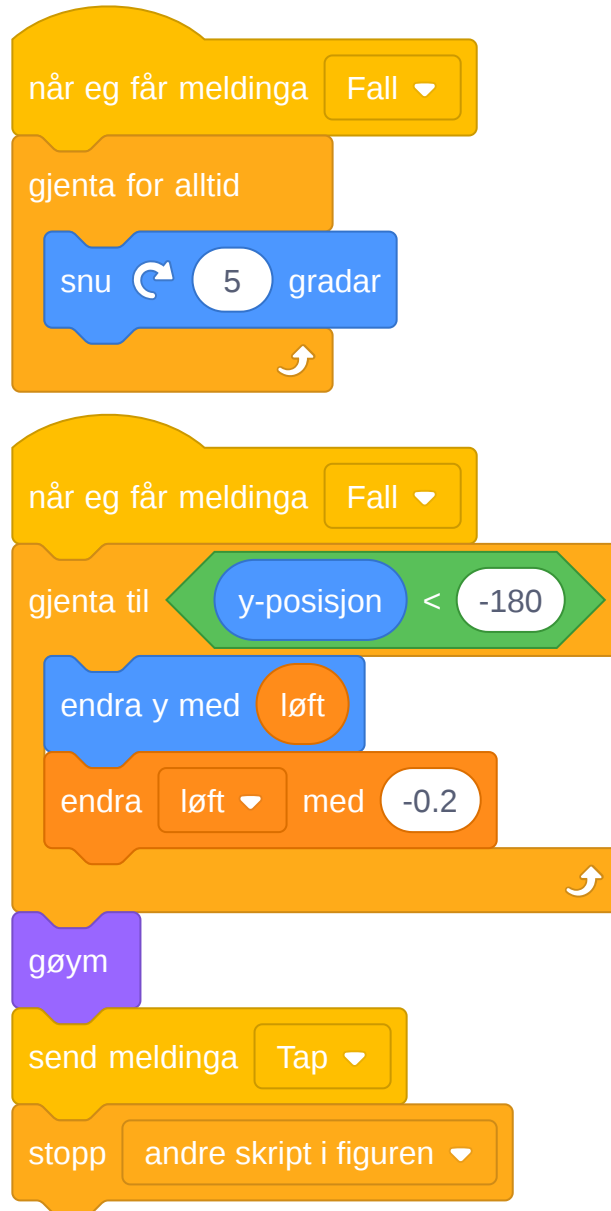 når eg får meldinga Fall
gjenta for alltid
snu 5 gradar
når eg får meldinga Fall
gjenta til y-posisjon < -180
endra y med løft
endra løft med -0.2
gøym
send meldinga Tap
stopp andre skript i figuren